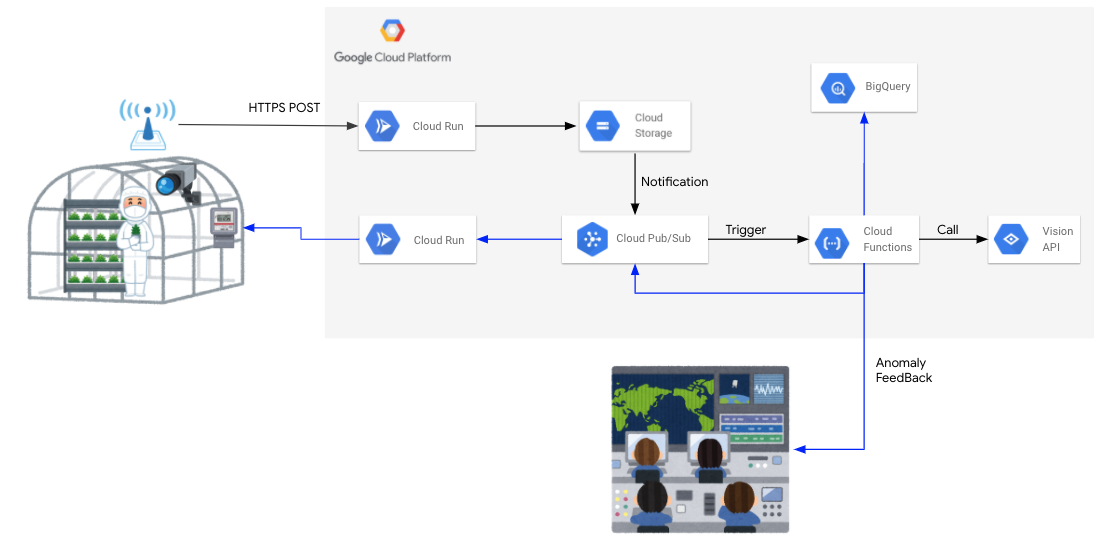 Google Cloud Platform
BigQuery
HTTPS POST
Cloud Run
Cloud
Storage
Notification
Cloud Run
Cloud Pub/Sub
Trigger
Cloud
Functions
Call
Vision
API
Anomaly
FeedBack